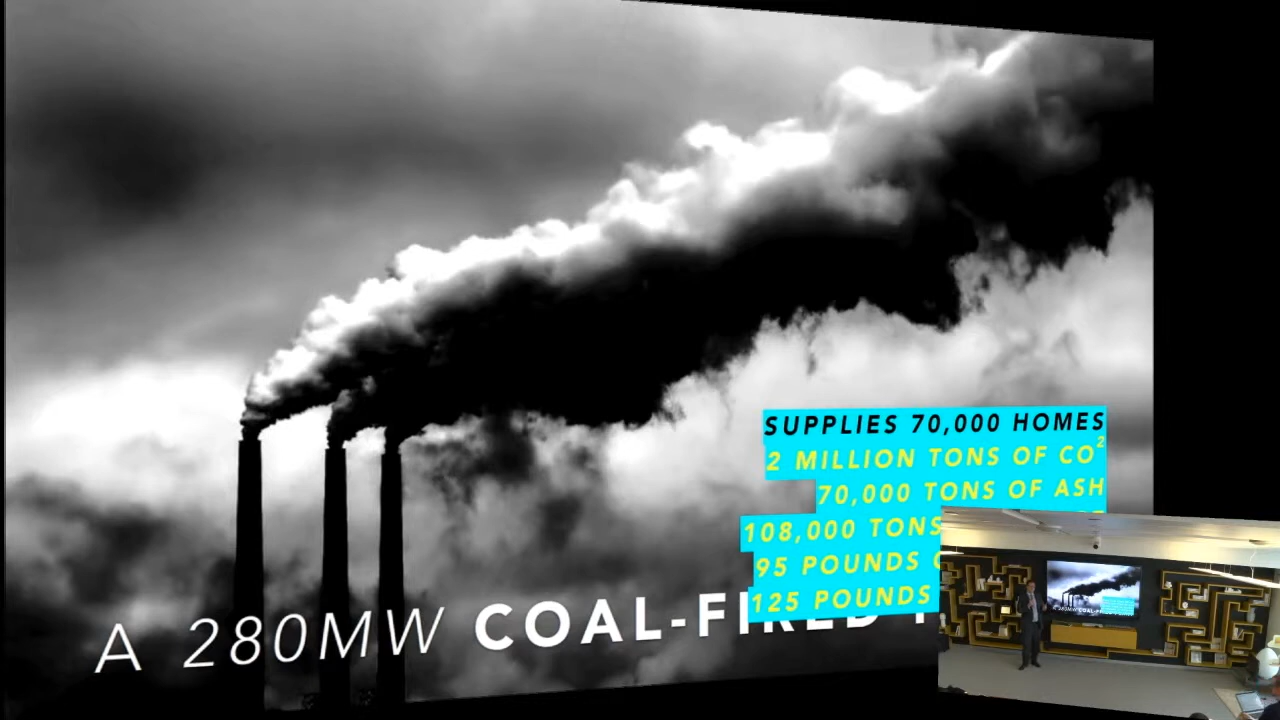 SUPPLIES 70,000 HOMES
2 MILLION TONS OF CO²
70,000 TONS OF ASH
108,000 TONS
95 POUNDS
125 POUNDS
A 280MW COAL-FIRED